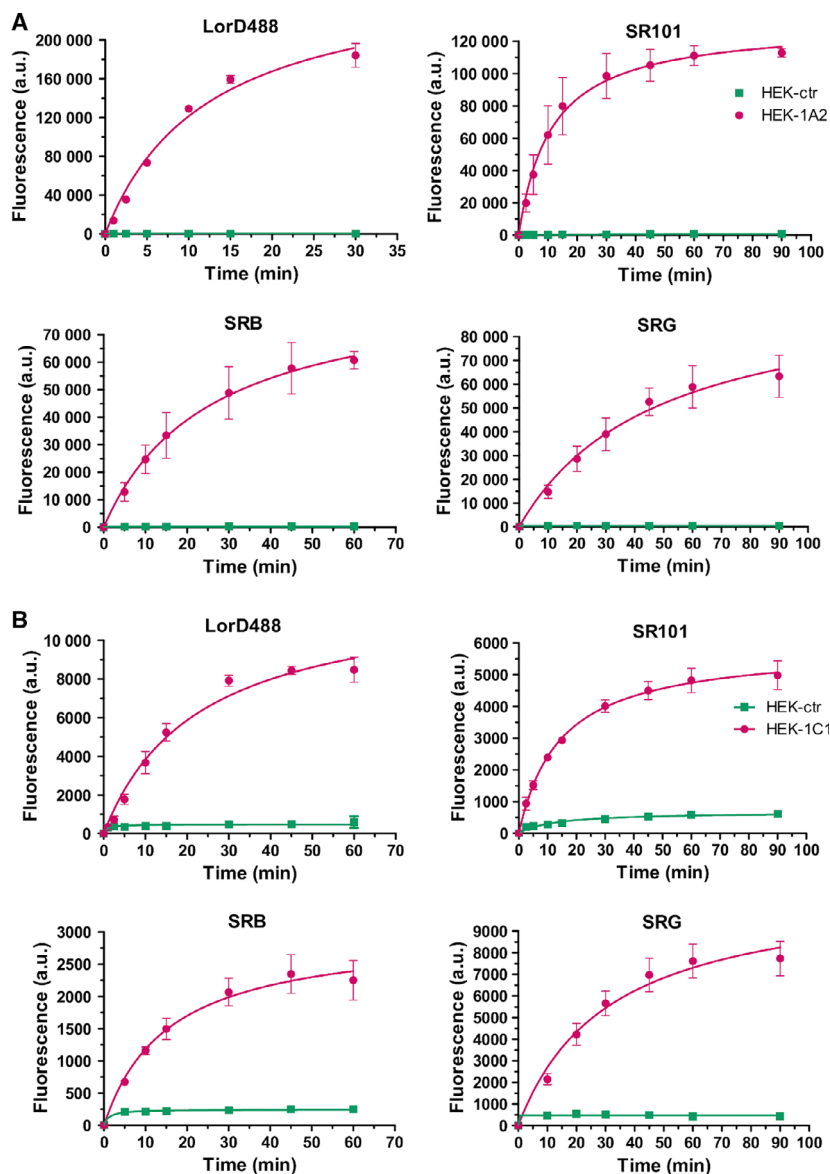 A
LorD488
Fluorescence (a.u.)
200 000
160 000
120 000
80 000
40 000
0
0 5 10 15 20 25 30 35
Time (min)
SR101
Fluorescence (a.u.)
120 000
100 000
80 000
60 000
40 000
20 000
0
0 10 20 30 40 50 60 70 80 90 100
Time (min)
HEK-ctr
HEK-1A2
SRB
Fluorescence (a.u.)
70 000
60 000
50 000
40 000
30 000
20 000
10 000
0
0 10 20 30 40 50 60 70
Time (min)
SRG
Fluorescence (a.u.)
80 000
70 000
60 000
50 000
40 000
30 000
20 000
10 000
0
0 10 20 30 40 50 60 70 80 90 100
Time (min)
B
LorD488
Fluorescence (a.u.)
10 000
8000
6000
4000
2000
0
0 10 20 30 40 50 60 70
Time (min)
SR101
Fluorescence (a.u.)
6000
5000
4000
3000
2000
1000
0
0 10 20 30 40 50 60 70 80 90 100
Time (min)
HEK-ctr
HEK-1C1
SRB
Fluorescence (a.u.)
3000
2500
2000
1500
1000
500
0
0 10 20 30 40 50 60 70
Time (min)
SRG
Fluorescence (a.u.)
9000
8000
7000
6000
5000
4000
3000
2000
1000
0
0 10 20 30 40 50 60 70 80 90 100
Time (min)